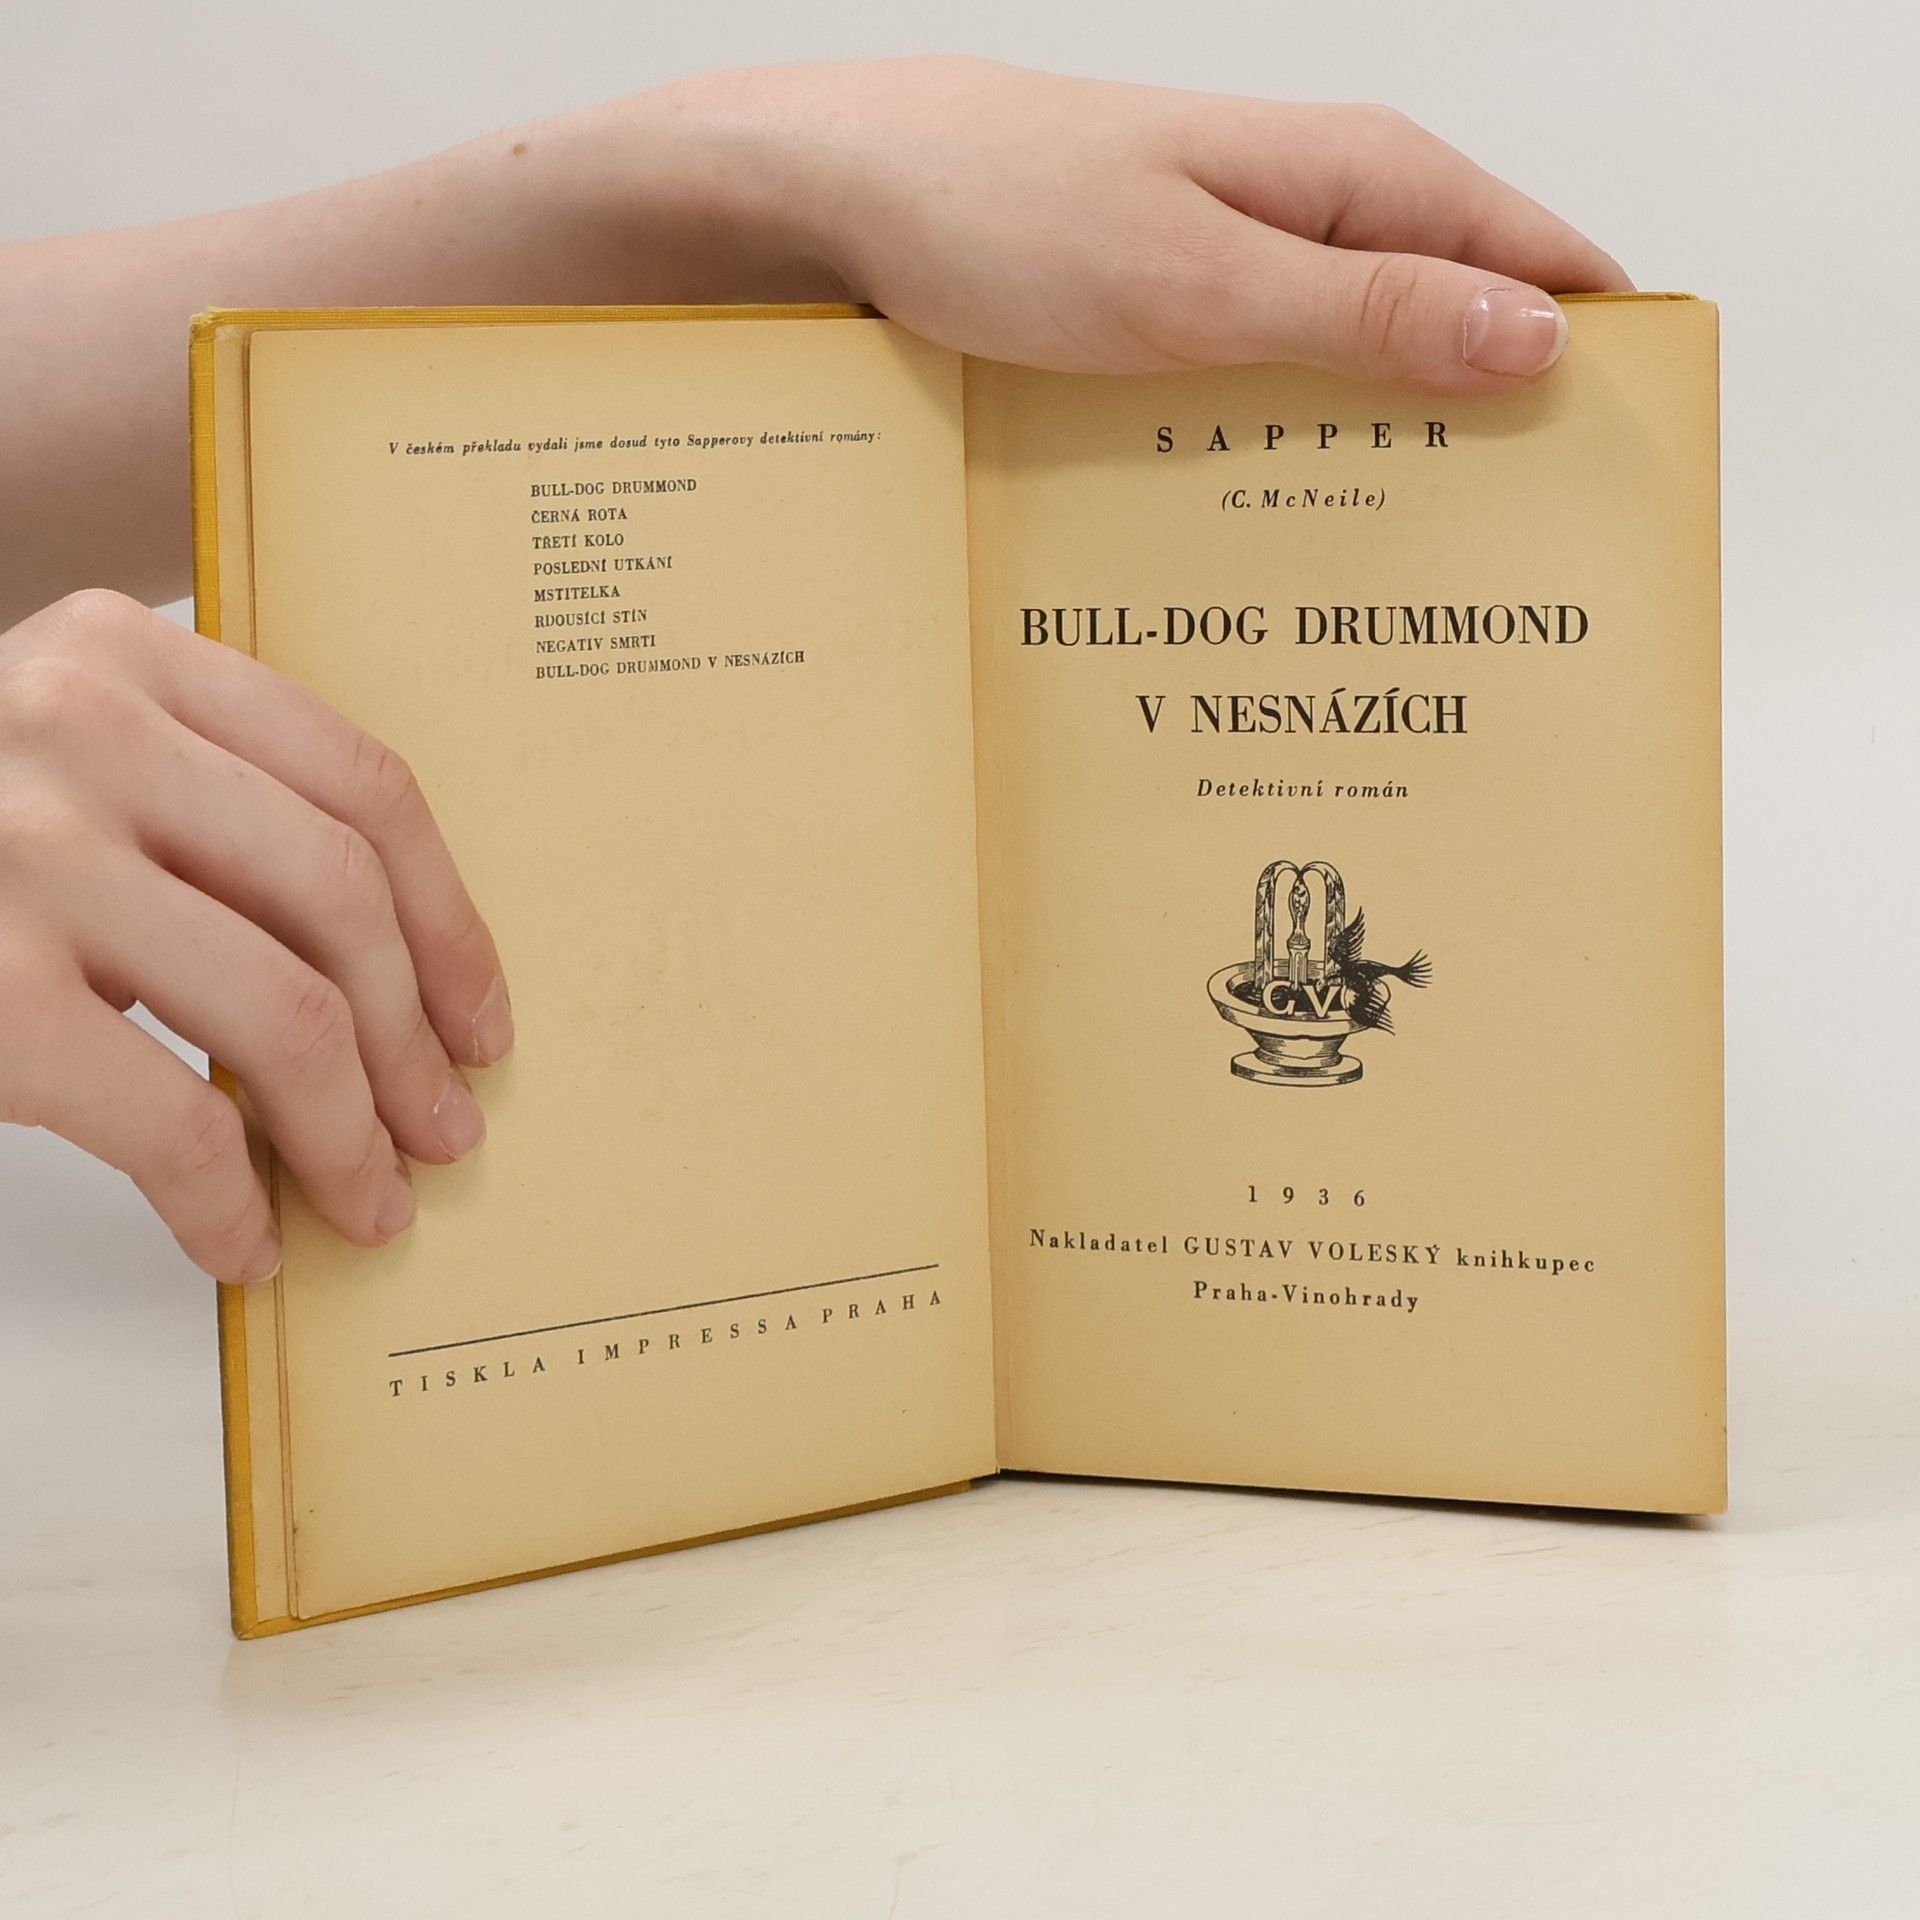 V českém překladu vydali jsme dosud tyto Sapperovy detektivní romány:
BULL-DOG DRUMMOND
ČERNÁ ROTA
TŘETÍ KOLO
POSLEDNÍ UTKÁNÍ
MSTITELKA
RDOUSÍCÍ STÍN
NEGATIV SMRTI
BULL-DOG DRUMMOND V NESNÁZÍCH
TISKLA IMPRESSA PRAHA
SAPPER
(C. McNeile)
BULL-DOG DRUMMOND
V NESNÁZÍCH
Detektivní román
GV
1936
Nakladatel GUSTAV VOLESKÝ knihkupec
Praha-Vinohrady